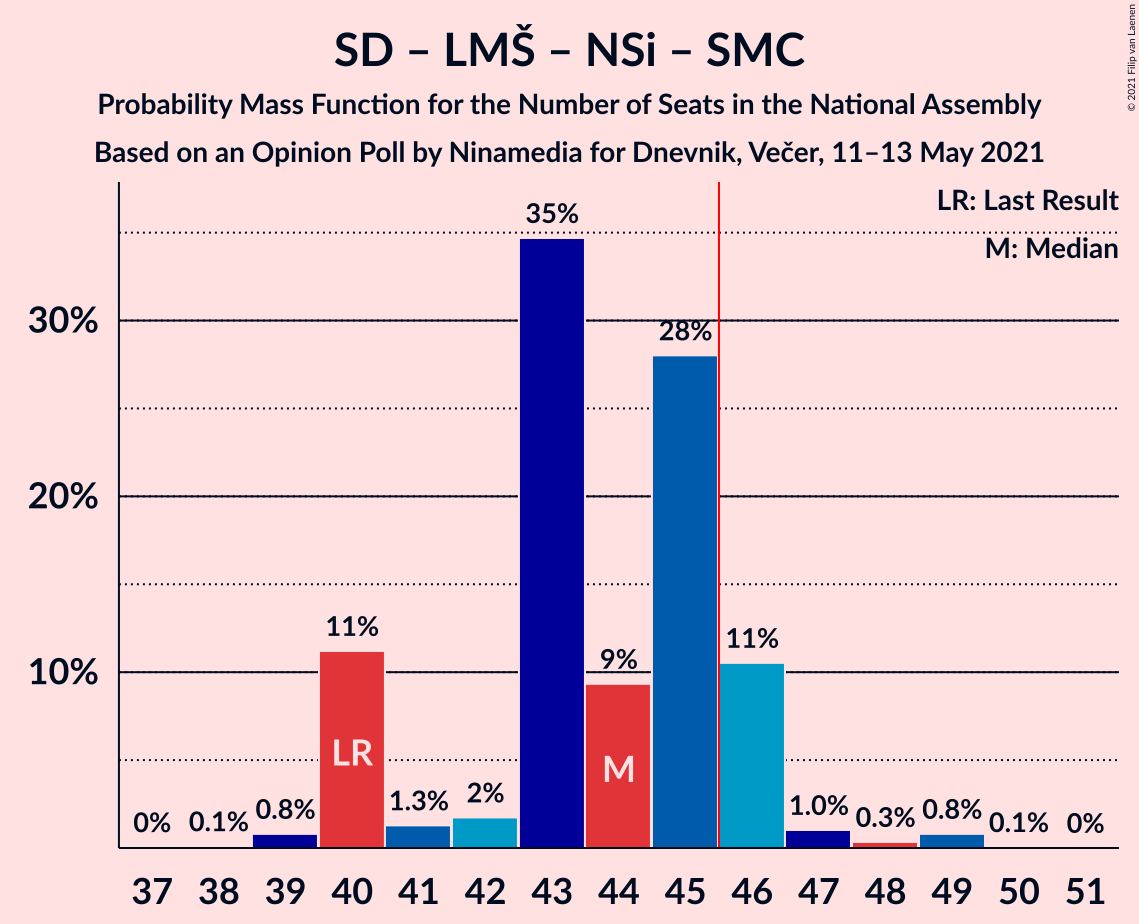 SD – LMŠ – NSi – SMC
Probability Mass Function for the Number of Seats in the National Assembly
Based on an Opinion Poll by Ninamedia for Dnevnik, Večer, 11–13 May 2021
© 2021 Filip van Laenen
LR: Last Result
M: Median
30%
20%
10%
0%
0.1%
0.8%
11%
1.3%
2%
35%
9%
28%
11%
1.0%
0.3%
0.8%
0.1%
0%
LR
M
37 38 39 40 41 42 43 44 45 46 47 48 49 50 51